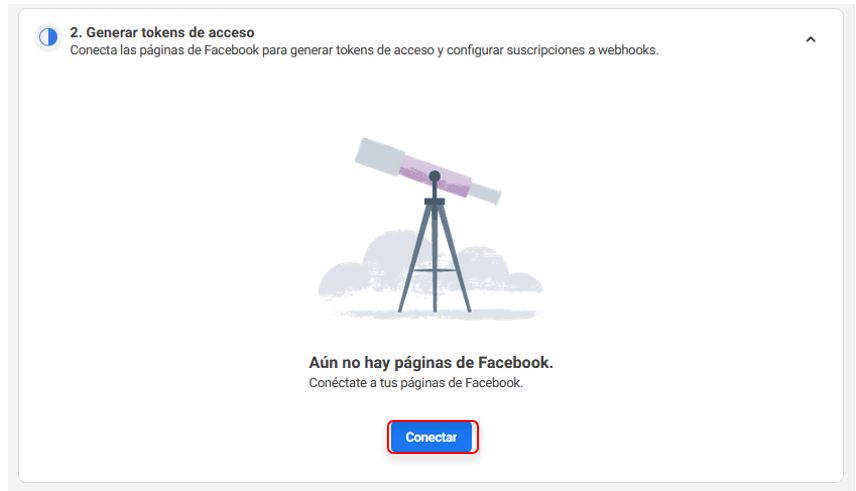 2. Generar tokens de acceso
Conecta las páginas de Facebook para generar tokens de acceso y configurar suscripciones a webhooks.
Aún no hay páginas de Facebook.
Conéctate a tus páginas de Facebook.
Conectar